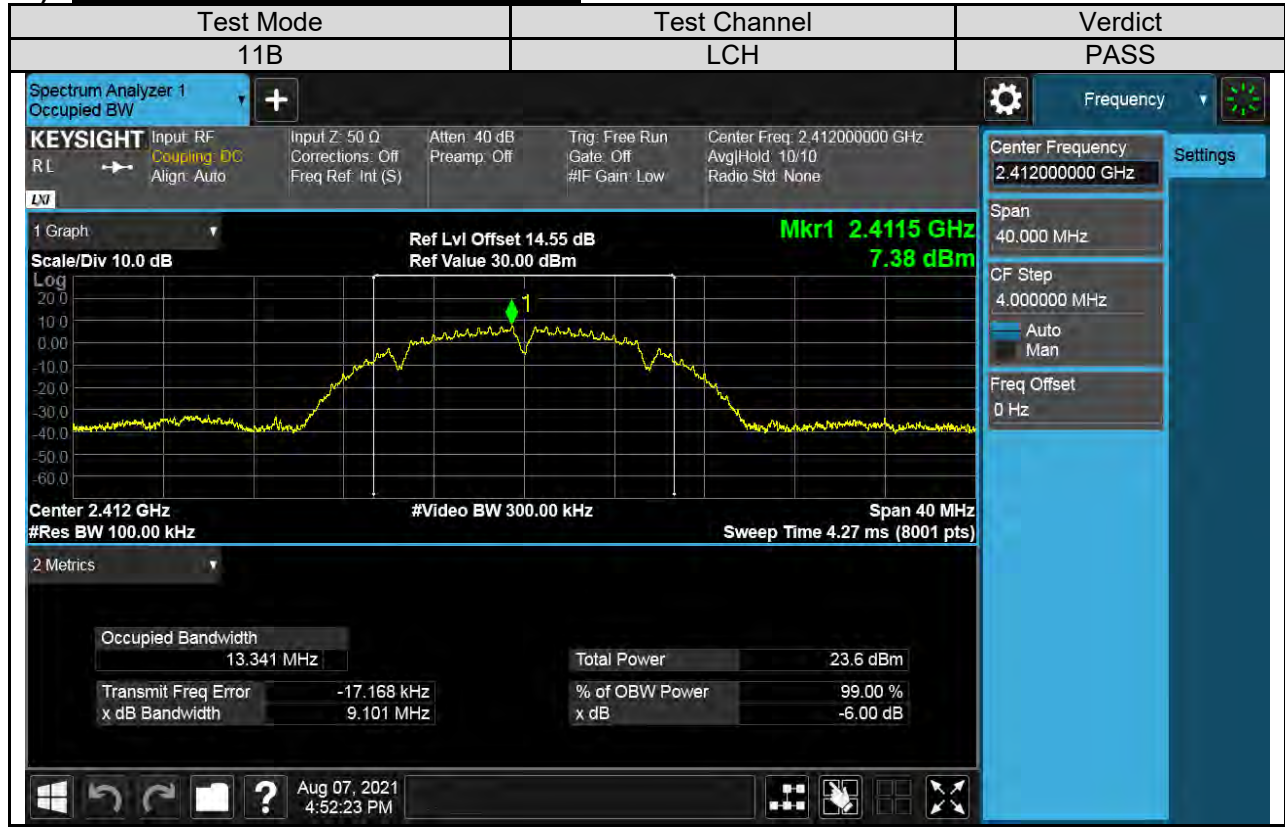 Test Mode Test Channel Verdict
11B LCH PASS
Spectrum Analyzer 1
Occupied BW
+
Frequency
KEYSIGHT Input: RF Input Z: 50 Ω Atten: 40 dB Trig: Free Run Center Freq: 2.412000000 GHz
RL Coupling: DC Corrections: Off Preamp: Off Gate: Off Avg|Hold: 10/10
Align: Auto Freq Ref: Int (S) #IF Gain: Low Radio Std: None
LXI
Center Frequency
2.412000000 GHz
Settings
Span
40.000 MHz
CF Step
4.000000 MHz
Auto
Man
Freq Offset
0 Hz
1 Graph Ref Lvl Offset 14.55 dB Mkr1 2.4115 GHz
Scale/Div 10.0 dB Ref Value 30.00 dBm 7.38 dBm
Log
20.0
10.0
0.00
-10.0
-20.0
-30.0
-40.0
-50.0
-60.0
1
Center 2.412 GHz #Video BW 300.00 kHz Span 40 MHz
#Res BW 100.00 kHz Sweep Time 4.27 ms (8001 pts)
2 Metrics
Occupied Bandwidth
13.341 MHz Total Power 23.6 dBm
Transmit Freq Error -17.168 kHz % of OBW Power 99.00 %
x dB Bandwidth 9.101 MHz x dB -6.00 dB
? Aug 07, 2021
4:52:23 PM